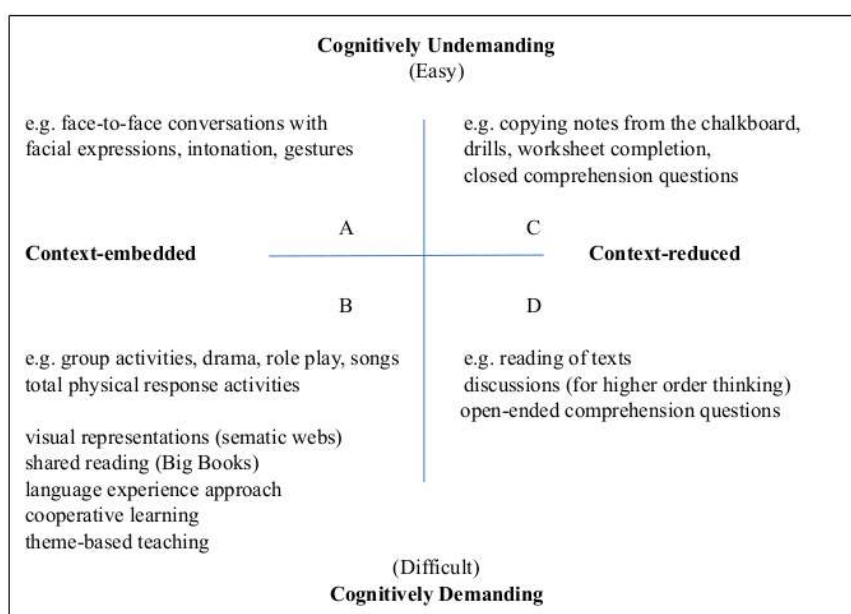 Cognitively Undemanding
(Easy)
e.g. face-to-face conversations with
facial expressions, intonation, gestures
e.g. copying notes from the chalkboard,
drills, worksheet completion,
closed comprehension questions
A
C
Context-embedded
Context-reduced
B
D
e.g. group activities, drama, role play, songs
total physical response activities
visual representations (sematic webs)
shared reading (Big Books)
language experience approach
cooperative learning
theme-based teaching
e.g. reading of texts
discussions (for higher order thinking)
open-ended comprehension questions
(Difficult)
Cognitively Demanding